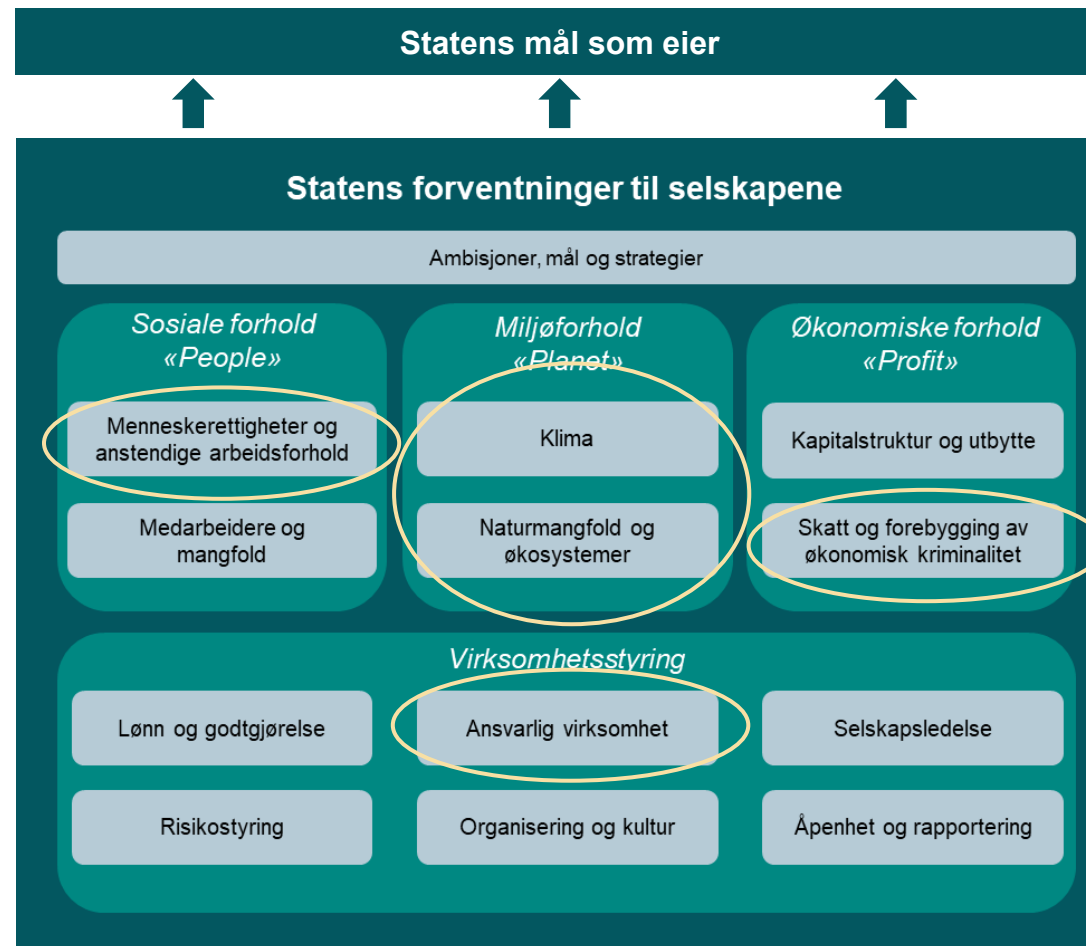 Statens mål som eier
Statens forventninger til selskapene
Ambisjoner, mål og strategier
Sosiale forhold
«People»
Menneskerettigheter og
anstendige arbeidsforhold
Medarbeidere og
mangfold
Miljøforhold
«Planet»
Klima
Naturmangfold og
økosystemer
Økonomiske forhold
«Profit»
Kapitalstruktur og utbytte
Skatt og forebygging av
økonomisk kriminalitet
Virksomhetsstyring
Lønn og godtgjørelse
Ansvarlig virksomhet
Selskapsledelse
Risikostyring
Organisering og kultur
Åpenhet og rapportering